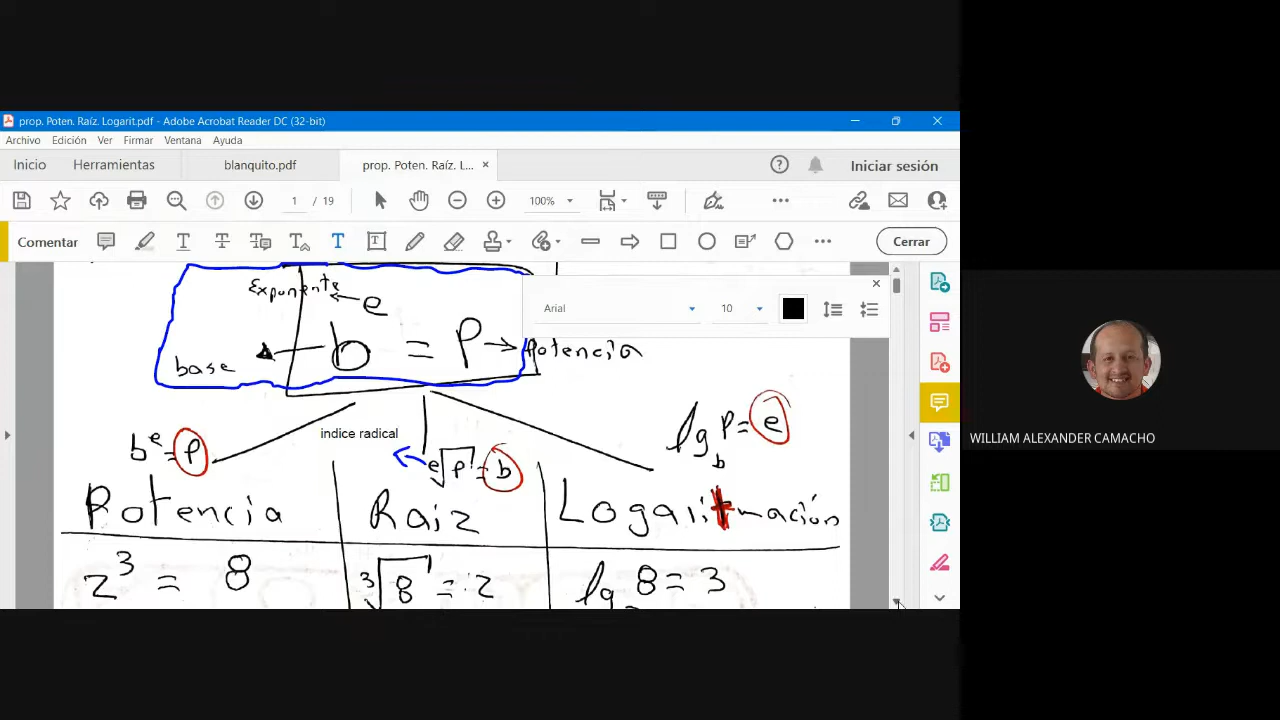 prop. Poten. Raíz. Logarit.pdf - Adobe Acrobat Reader DC (32-bit)
Archivo Edición Ver Firmar Ventana Ayuda
Inicio Herramientas blanquito.pdf prop. Poten. Raíz. L... × Iniciar sesión
1 / 19 100%
Comentar Cerrar
Arial 10
Exponente
e
b = P → Potencia
base
indice radical
lg_b P = e
b^e = P
e√P = b
Potencia Raiz Logaritmación
2^3 = 8 3√8 = 2 lg 8 = 3
WILLIAM ALEXANDER CAMACHO